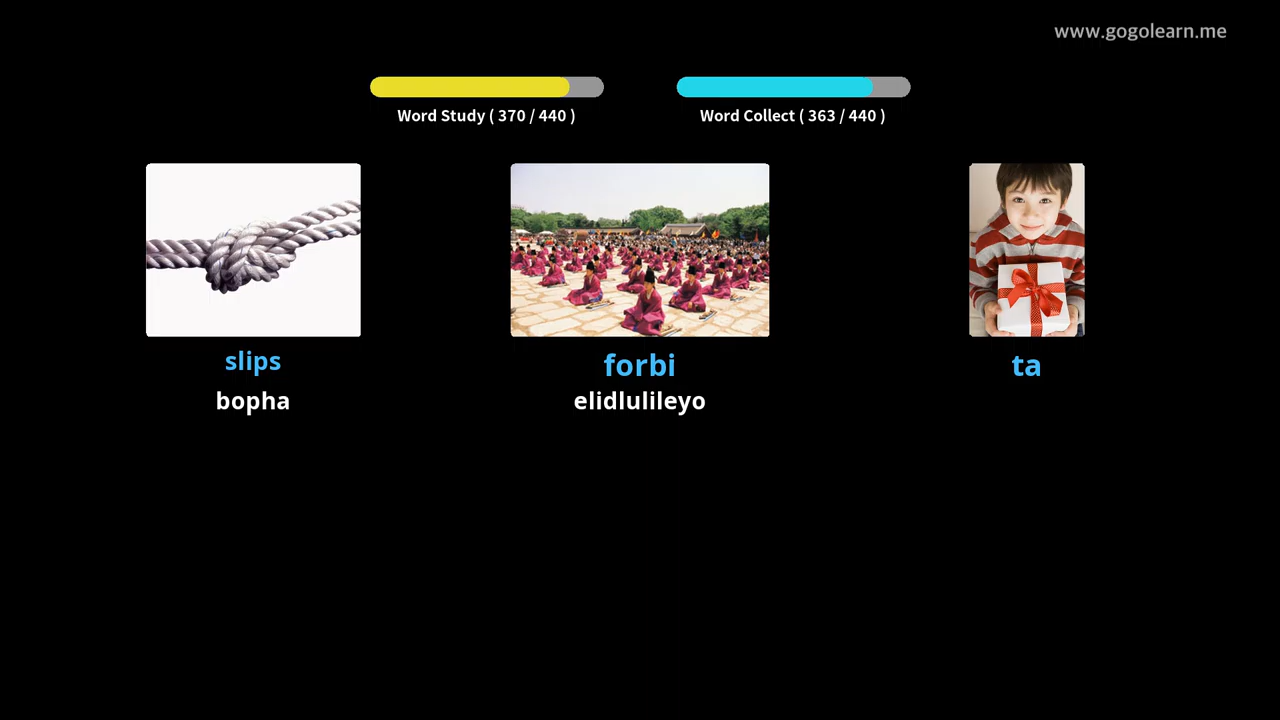 www.gogolearn.me
Word Study ( 370 / 440 )
Word Collect ( 363 / 440 )
slips
bopha
forbi
elidlulileyo
ta